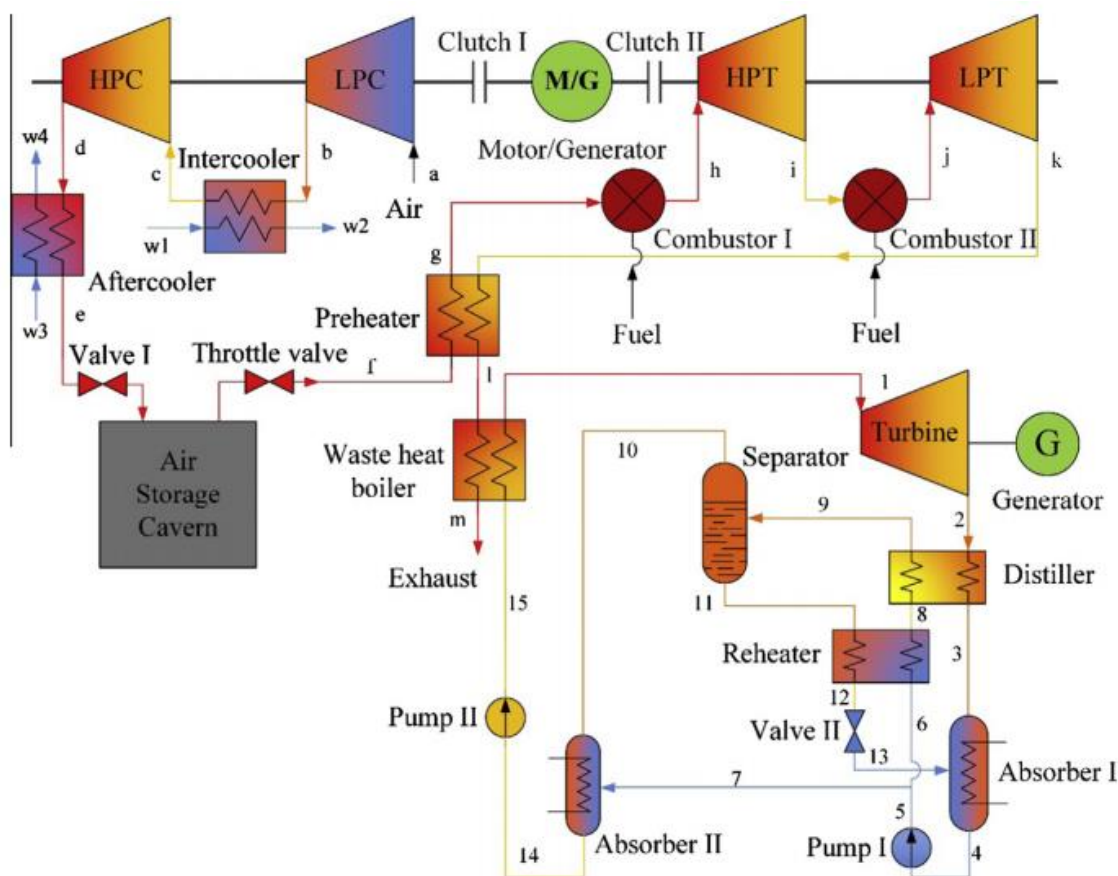 HPC
LPC
Clutch I
M/G
Clutch II
HPT
LPT
w4
d
Intercooler
c
b
a
Motor/Generator
h
i
j
k
Air
w1
w2
Combustor I
Combustor II
g
Aftercooler
e
w3
Preheater
Fuel
Fuel
Valve I
Throttle valve
f
l
1
Air
Storage
Cavern
Waste heat
boiler
10
Separator
Turbine
G
Generator
m
9
2
Exhaust
Distiller
15
11
8
Reheater
3
12
6
Pump II
Valve II
13
Absorber I
7
5
14
Absorber II
Pump I
4